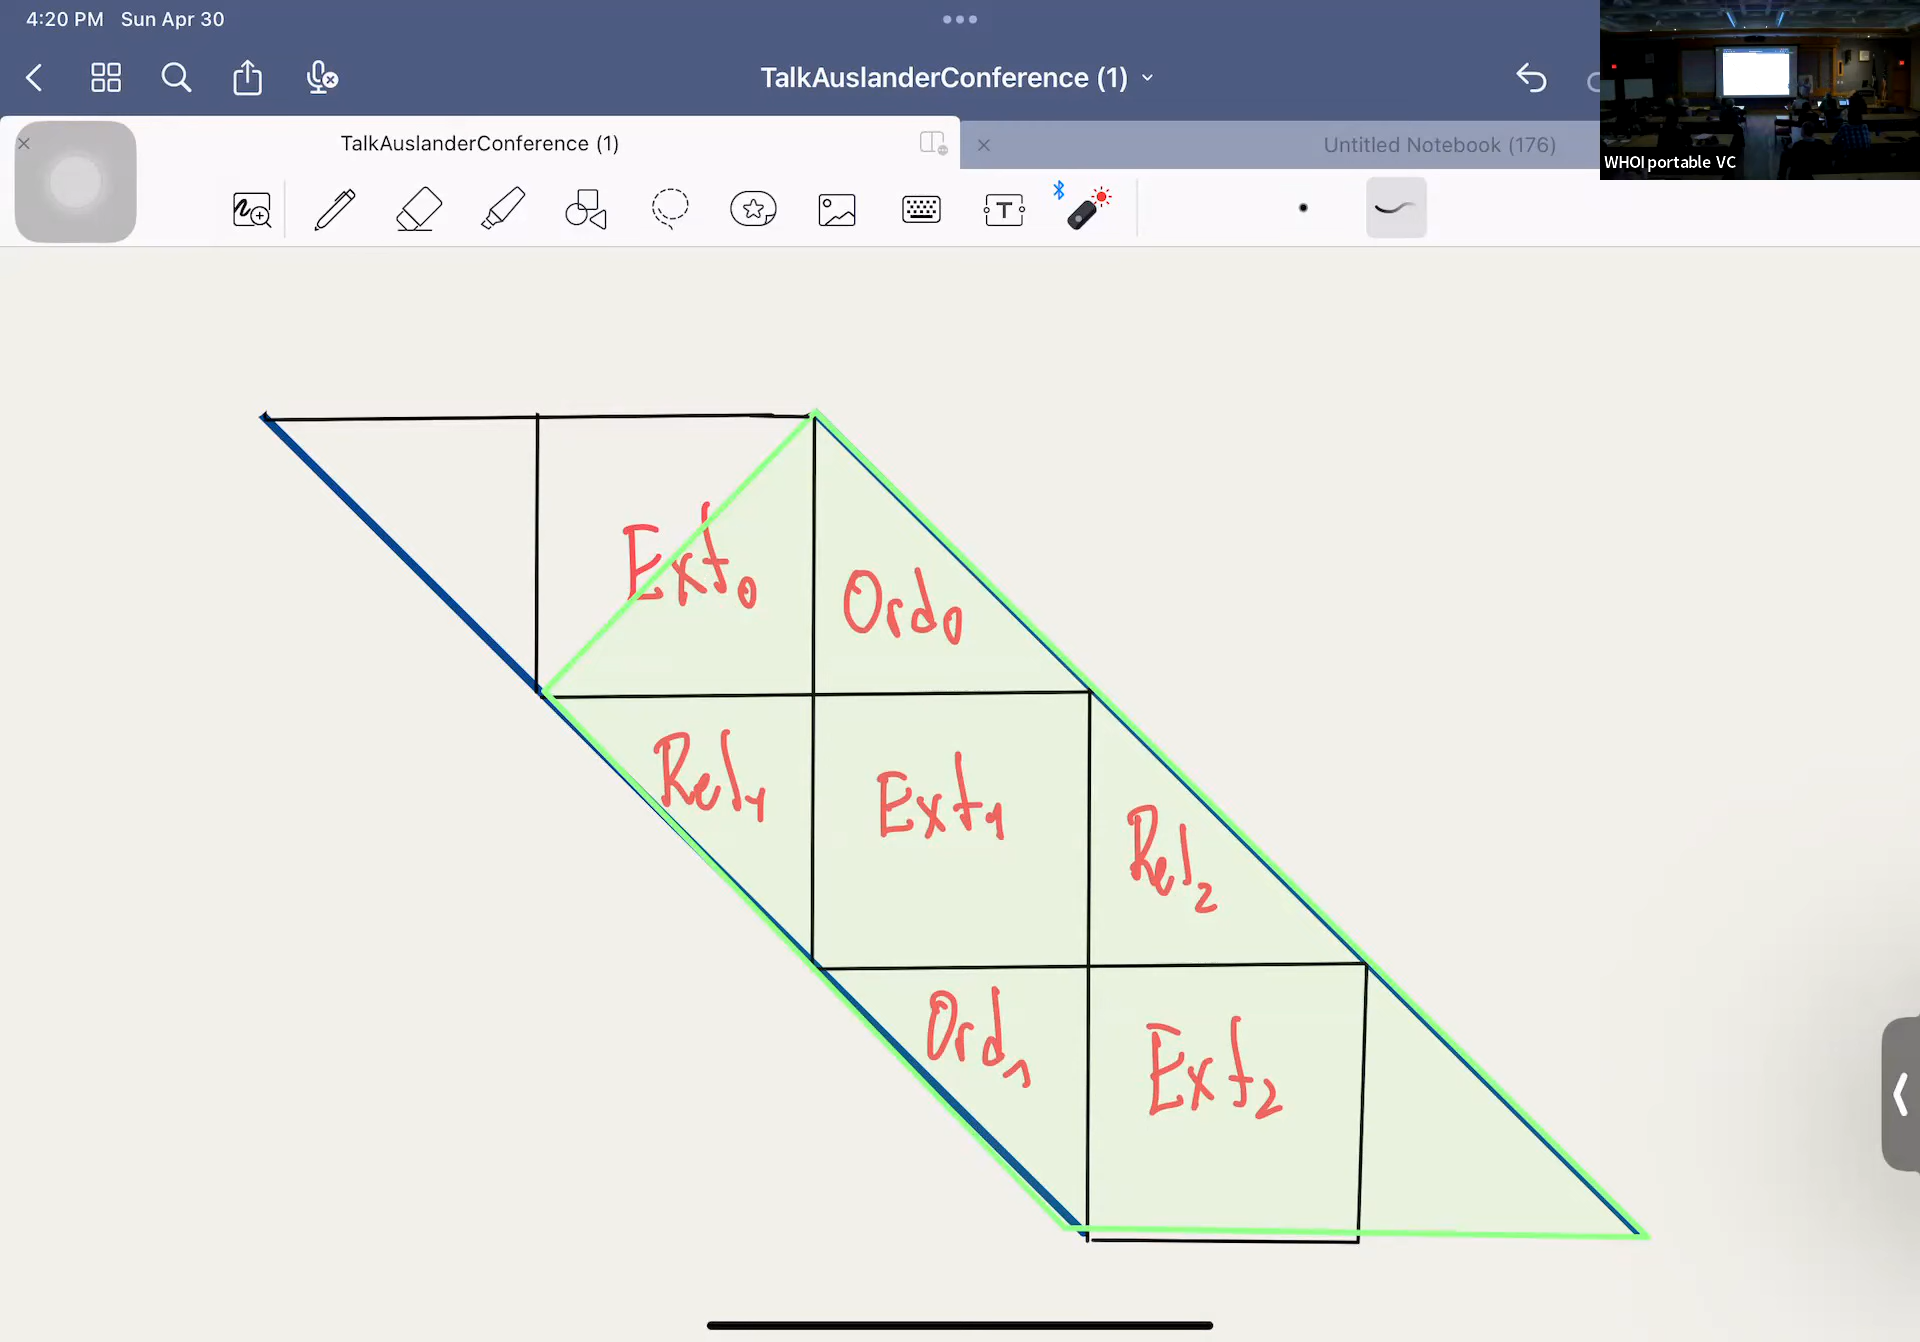 4:20 PM Sun Apr 30
TalkAuslanderConference (1)
TalkAuslanderConference (1)
Untitled Notebook (176)
WHOI portable VC
T
Ext0
Ord0
Rel1
Ext1
Rel2
Ord1
Ext2